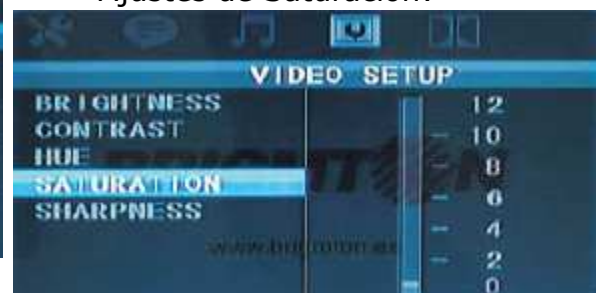 Ajustes de Saturación:
VIDEO SETUP
BRIGHTNESS
CONTRAST
HUE
SATURATION
SHARPNESS
12
10
8
6
4
2
0